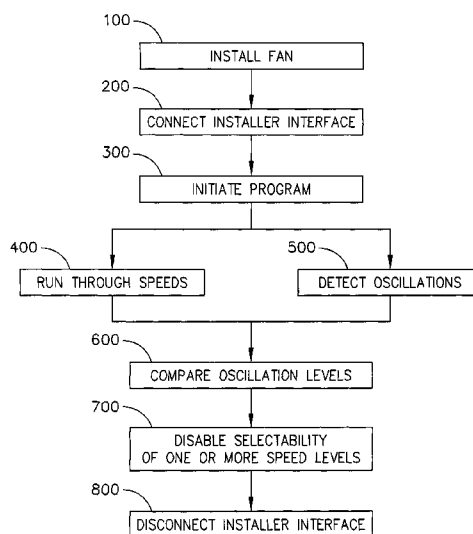 100
INSTALL FAN
200
CONNECT INSTALLER INTERFACE
300
INITIATE PROGRAM
400
RUN THROUGH SPEEDS
500
DETECT OSCILLATIONS
600
COMPARE OSCILLATION LEVELS
700
DISABLE SELECTABILITY
OF ONE OR MORE SPEED LEVELS
800
DISCONNECT INSTALLER INTERFACE